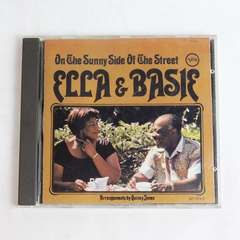 On The Sunny Side Of The Street
Verve
ELLA & BASIE
Arrangements by Quincy Jones